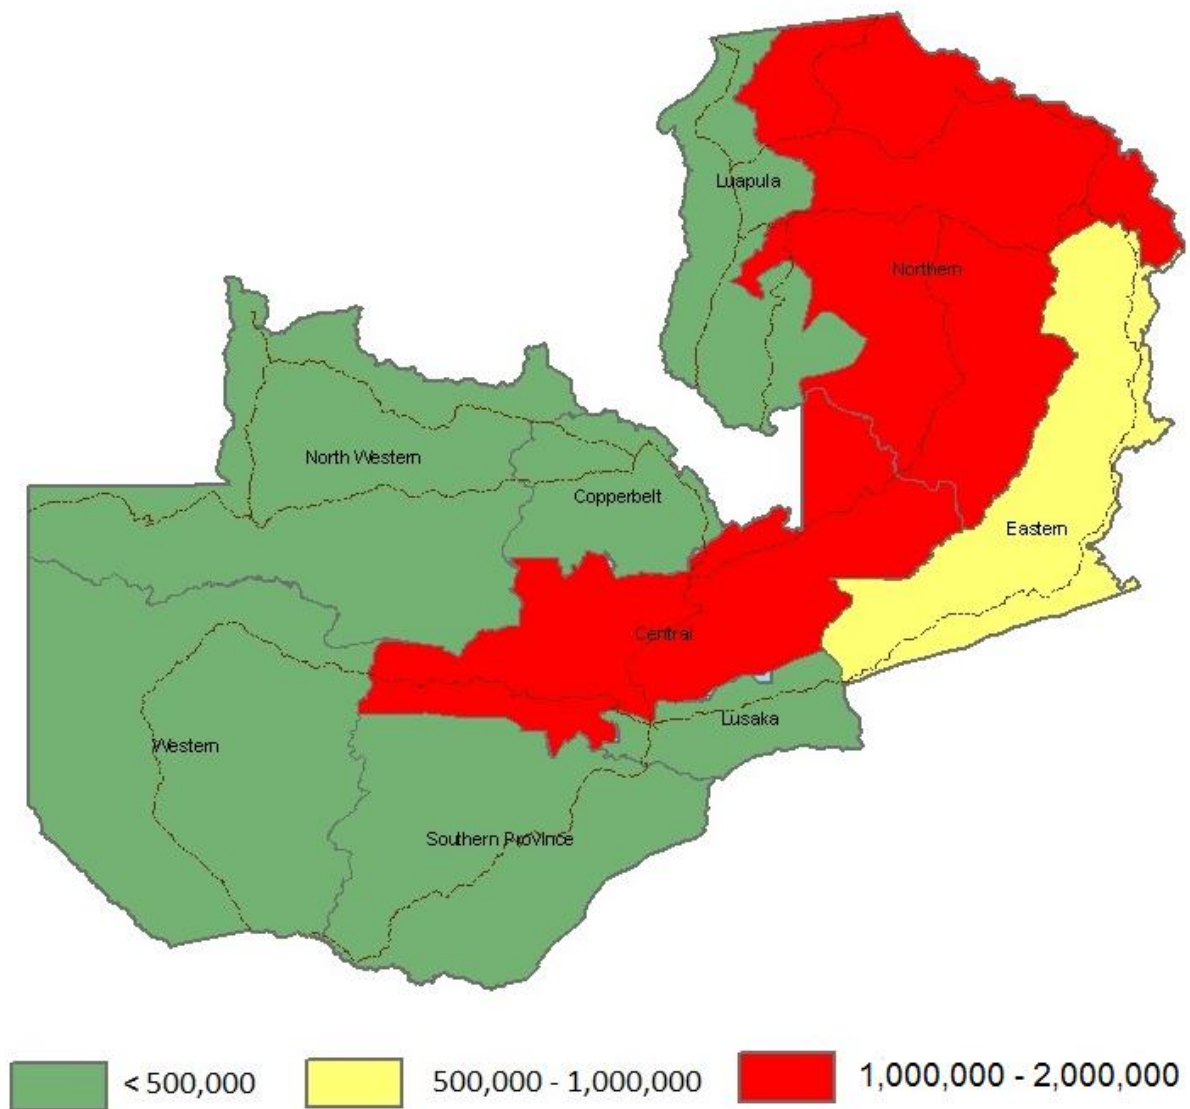 Luapula
Northern
North Western
Copperbelt
Eastern
Central
Lusaka
Western
Southern Province
< 500,000
500,000 - 1,000,000
1,000,000 - 2,000,000